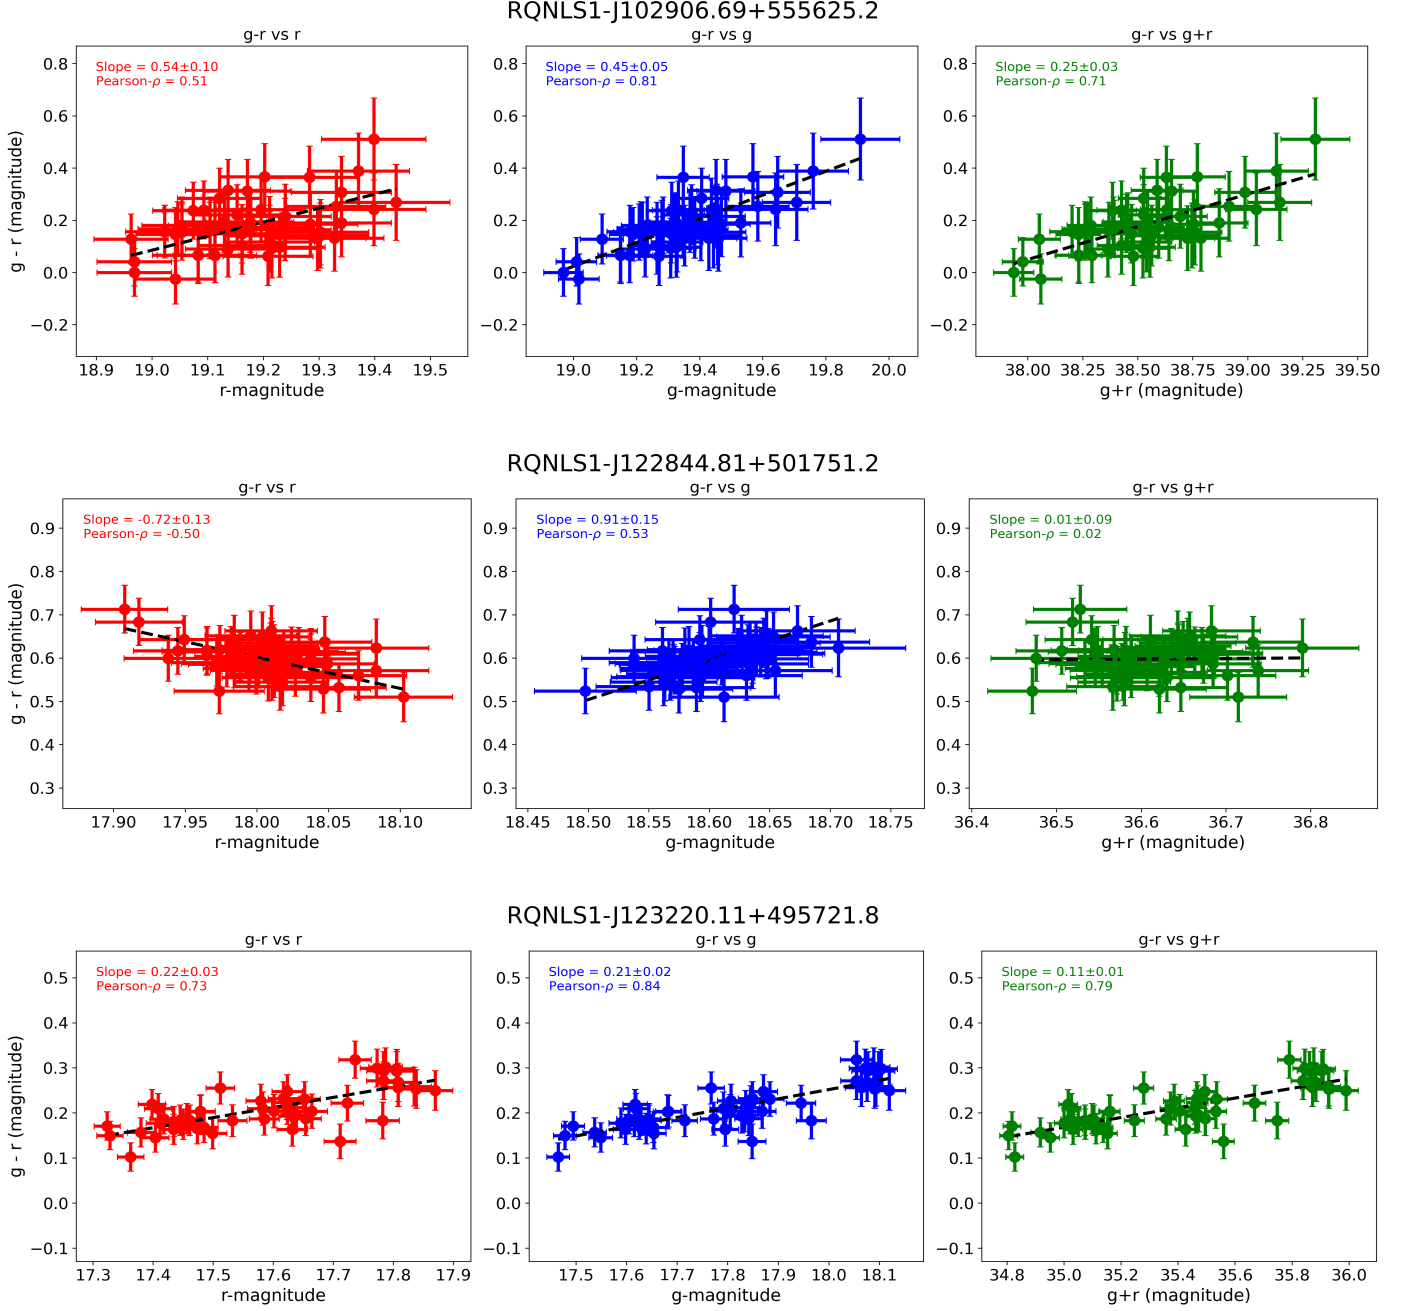 RQNLS1-J102906.69+555625.2
g-r vs r
g-r vs g
g-r vs g+r
Slope = 0.54±0.10
Pearson-ρ = 0.51
Slope = 0.45±0.05
Pearson-ρ = 0.81
Slope = 0.25±0.03
Pearson-ρ = 0.71
g - r (magnitude)
0.8
0.6
0.4
0.2
0.0
−0.2
0.8
0.6
0.4
0.2
0.0
−0.2
0.8
0.6
0.4
0.2
0.0
−0.2
18.9 19.0 19.1 19.2 19.3 19.4 19.5
19.0 19.2 19.4 19.6 19.8 20.0
38.00 38.25 38.50 38.75 39.00 39.25 39.50
r-magnitude
g-magnitude
g+r (magnitude)
RQNLS1-J122844.81+501751.2
g-r vs r
g-r vs g
g-r vs g+r
Slope = -0.72±0.13
Pearson-ρ = -0.50
Slope = 0.91±0.15
Pearson-ρ = 0.53
Slope = 0.01±0.09
Pearson-ρ = 0.02
g - r (magnitude)
0.9
0.8
0.7
0.6
0.5
0.4
0.3
0.9
0.8
0.7
0.6
0.5
0.4
0.3
0.9
0.8
0.7
0.6
0.5
0.4
0.3
17.90 17.95 18.00 18.05 18.10
18.45 18.50 18.55 18.60 18.65 18.70 18.75
36.4 36.5 36.6 36.7 36.8
r-magnitude
g-magnitude
g+r (magnitude)
RQNLS1-J123220.11+495721.8
g-r vs r
g-r vs g
g-r vs g+r
Slope = 0.22±0.03
Pearson-ρ = 0.73
Slope = 0.21±0.02
Pearson-ρ = 0.84
Slope = 0.11±0.01
Pearson-ρ = 0.79
g - r (magnitude)
0.5
0.4
0.3
0.2
0.1
0.0
−0.1
0.5
0.4
0.3
0.2
0.1
0.0
−0.1
0.5
0.4
0.3
0.2
0.1
0.0
−0.1
17.3 17.4 17.5 17.6 17.7 17.8 17.9
17.5 17.6 17.7 17.8 17.9 18.0 18.1
34.8 35.0 35.2 35.4 35.6 35.8 36.0
r-magnitude
g-magnitude
g+r (magnitude)